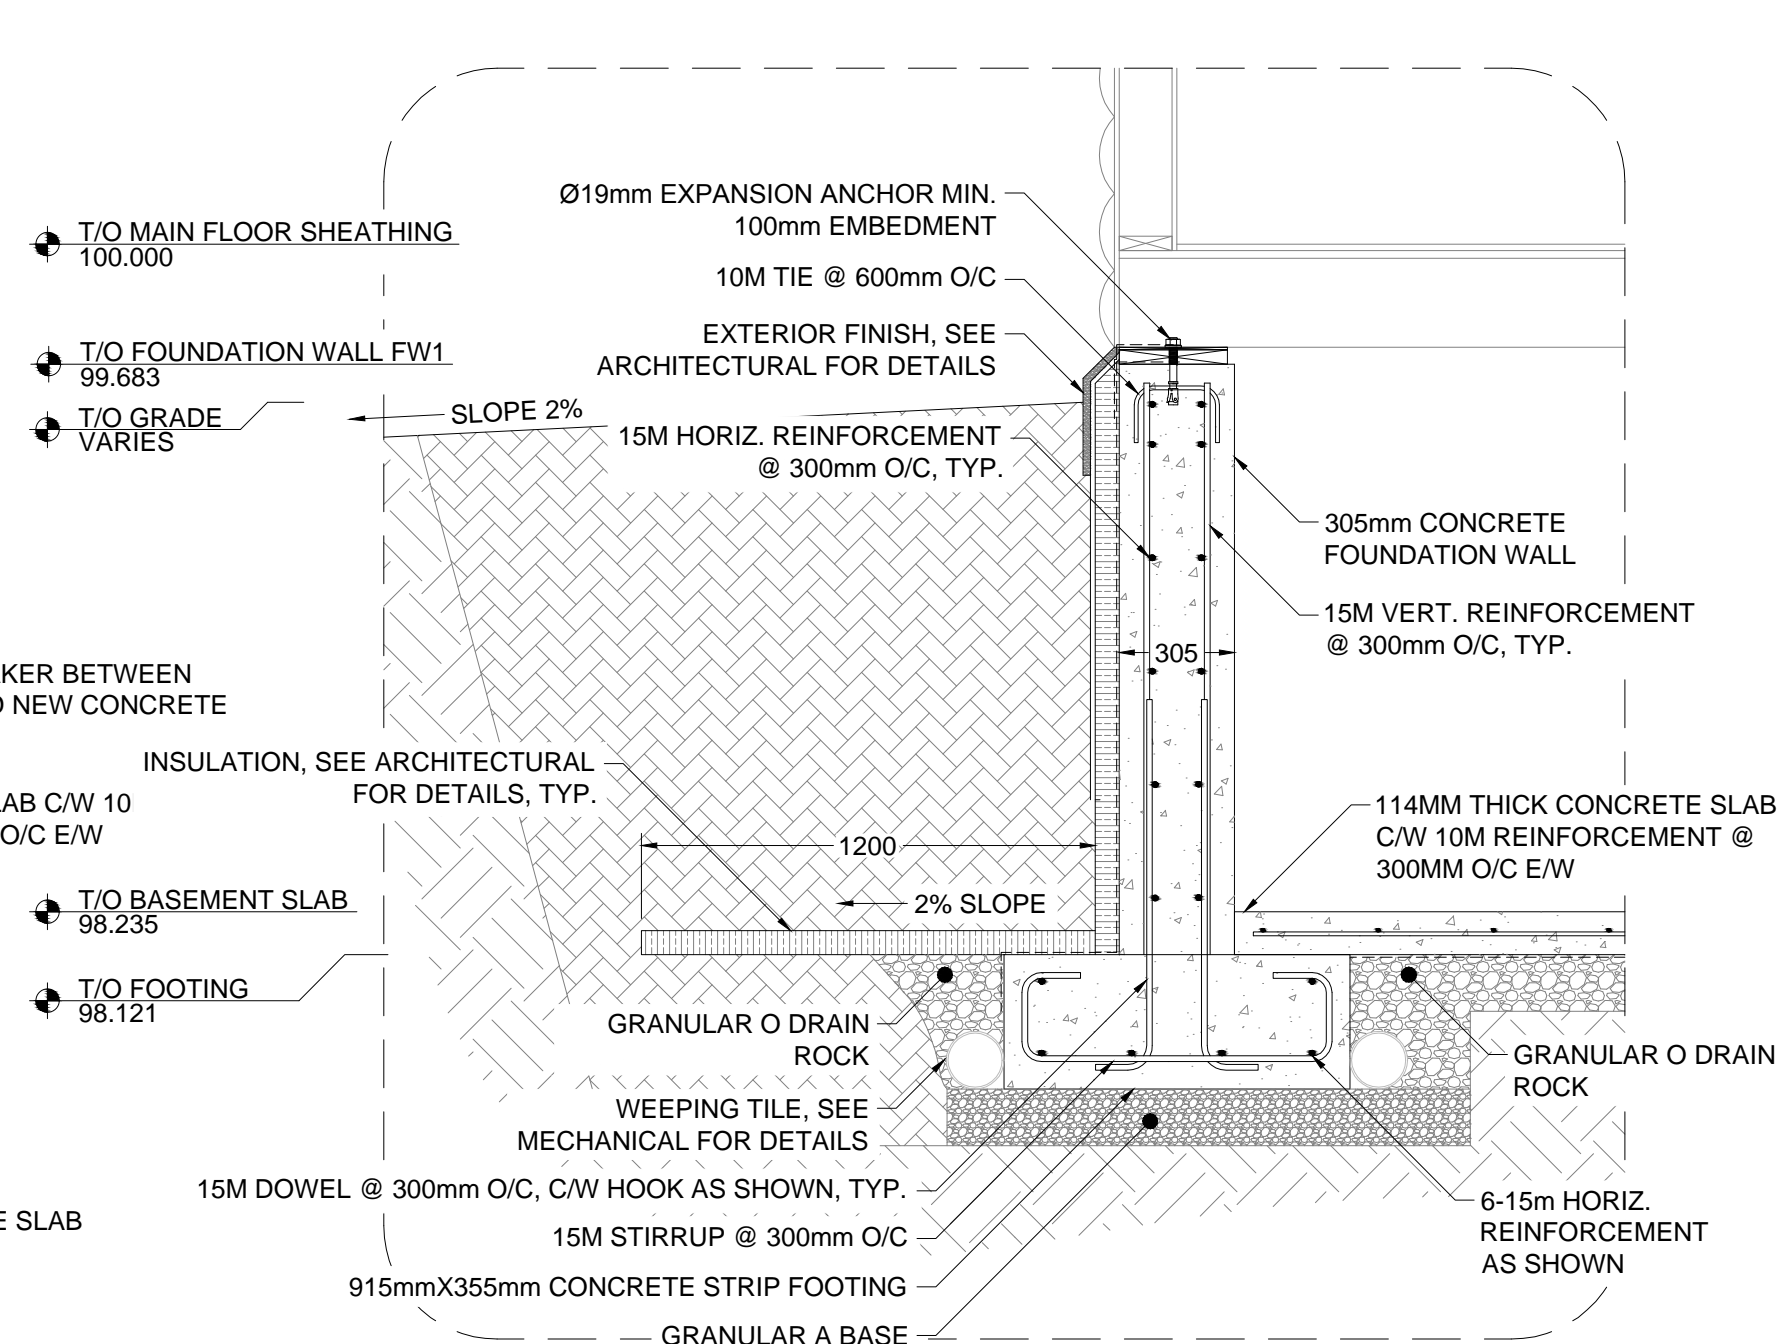 Ø19mm EXPANSION ANCHOR MIN.
100mm EMBEDMENT
T/O MAIN FLOOR SHEATHING
100.000
10M TIE @ 600mm O/C
EXTERIOR FINISH, SEE
ARCHITECTURAL FOR DETAILS
T/O FOUNDATION WALL FW1
99.683
T/O GRADE
VARIES
SLOPE 2%
15M HORIZ. REINFORCEMENT
@ 300mm O/C, TYP.
305mm CONCRETE
FOUNDATION WALL
15M VERT. REINFORCEMENT
@ 300mm O/C, TYP.
305
KER BETWEEN
NEW CONCRETE
INSULATION, SEE ARCHITECTURAL
FOR DETAILS, TYP.
LAB C/W 10
O/C E/W
114MM THICK CONCRETE SLAB
C/W 10M REINFORCEMENT @
300MM O/C E/W
1200
2% SLOPE
T/O BASEMENT SLAB
98.235
T/O FOOTING
98.121
GRANULAR O DRAIN
ROCK
GRANULAR O DRAIN
ROCK
WEEPING TILE, SEE
MECHANICAL FOR DETAILS
15M DOWEL @ 300mm O/C, C/W HOOK AS SHOWN, TYP.
6-15m HORIZ.
REINFORCEMENT
AS SHOWN
E SLAB
15M STIRRUP @ 300mm O/C
915mmX355mm CONCRETE STRIP FOOTING
GRANULAR A BASE